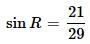 sin R = 21/29